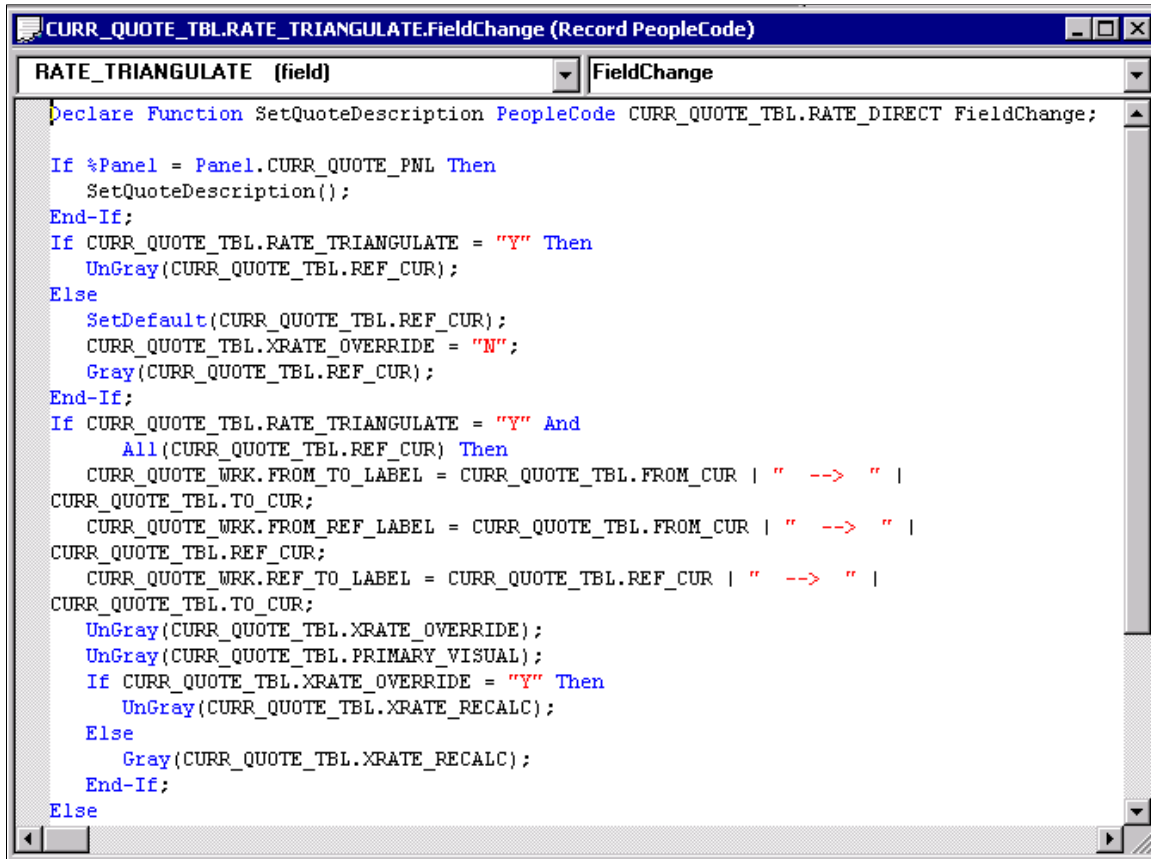 CURR_QUOTE_TBL.RATE_TRIANGULATE.FieldChange (Record PeopleCode)
RATE_TRIANGULATE (field) FieldChange
Declare Function SetQuoteDescription PeopleCode CURR_QUOTE_TBL.RATE_DIRECT FieldChange;
If %Panel = Panel.CURR_QUOTE_PNL Then
SetQuoteDescription();
End-If;
If CURR_QUOTE_TBL.RATE_TRIANGULATE = "Y" Then
UnGray(CURR_QUOTE_TBL.REF_CUR);
Else
SetDefault(CURR_QUOTE_TBL.REF_CUR);
CURR_QUOTE_TBL.XRATE_OVERRIDE = "N";
Gray(CURR_QUOTE_TBL.REF_CUR);
End-If;
If CURR_QUOTE_TBL.RATE_TRIANGULATE = "Y" And
All(CURR_QUOTE_TBL.REF_CUR) Then
CURR_QUOTE_WRK.FROM_TO_LABEL = CURR_QUOTE_TBL.FROM_CUR | "  -->  " |
CURR_QUOTE_TBL.TO_CUR;
CURR_QUOTE_WRK.FROM_REF_LABEL = CURR_QUOTE_TBL.FROM_CUR | "  -->  " |
CURR_QUOTE_TBL.REF_CUR;
CURR_QUOTE_WRK.REF_TO_LABEL = CURR_QUOTE_TBL.REF_CUR | "  -->  " |
CURR_QUOTE_TBL.TO_CUR;
UnGray(CURR_QUOTE_TBL.XRATE_OVERRIDE);
UnGray(CURR_QUOTE_TBL.PRIMARY_VISUAL);
If CURR_QUOTE_TBL.XRATE_OVERRIDE = "Y" Then
UnGray(CURR_QUOTE_TBL.XRATE_RECALC);
Else
Gray(CURR_QUOTE_TBL.XRATE_RECALC);
End-If;
Else